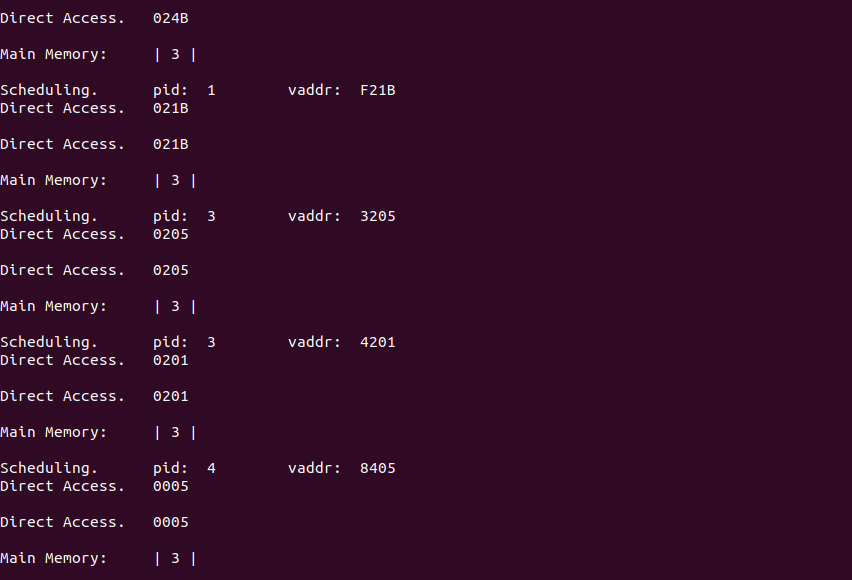 Direct Access.   024B
Main Memory:     | 3 |
Scheduling.      pid:  1        vaddr:  F21B
Direct Access.   021B
Direct Access.   021B
Main Memory:     | 3 |
Scheduling.      pid:  3        vaddr:  3205
Direct Access.   0205
Direct Access.   0205
Main Memory:     | 3 |
Scheduling.      pid:  3        vaddr:  4201
Direct Access.   0201
Direct Access.   0201
Main Memory:     | 3 |
Scheduling.      pid:  4        vaddr:  8405
Direct Access.   0005
Direct Access.   0005
Main Memory:     | 3 |